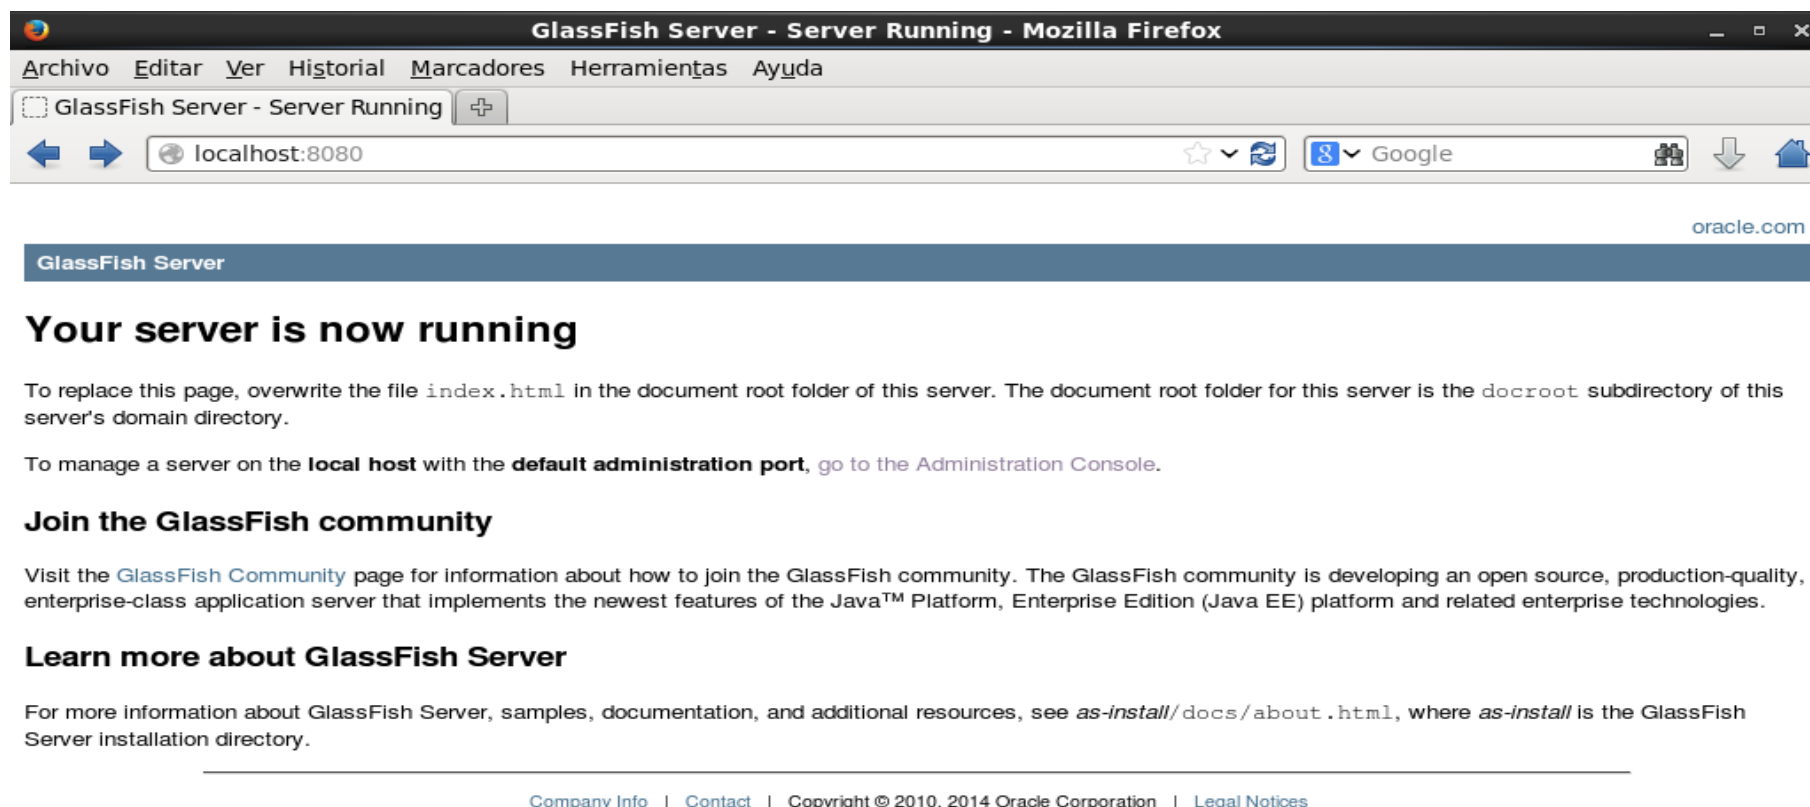 GlassFish Server - Server Running - Mozilla Firefox
Archivo Editar Ver Historial Marcadores Herramientas Ayuda
GlassFish Server - Server Running
localhost:8080
8 Google
oracle.com
GlassFish Server
Your server is now running
To replace this page, overwrite the file index.html in the document root folder of this server. The document root folder for this server is the docroot subdirectory of this
server's domain directory.
To manage a server on the local host with the default administration port, go to the Administration Console.
Join the GlassFish community
Visit the GlassFish Community page for information about how to join the GlassFish community. The GlassFish community is developing an open source, production-quality,
enterprise-class application server that implements the newest features of the Java™ Platform, Enterprise Edition (Java EE) platform and related enterprise technologies.
Learn more about GlassFish Server
For more information about GlassFish Server, samples, documentation, and additional resources, see as-install/docs/about.html, where as-install is the GlassFish
Server installation directory.
Company Info | Contact | Copyright © 2010, 2014 Oracle Corporation | Legal Notices